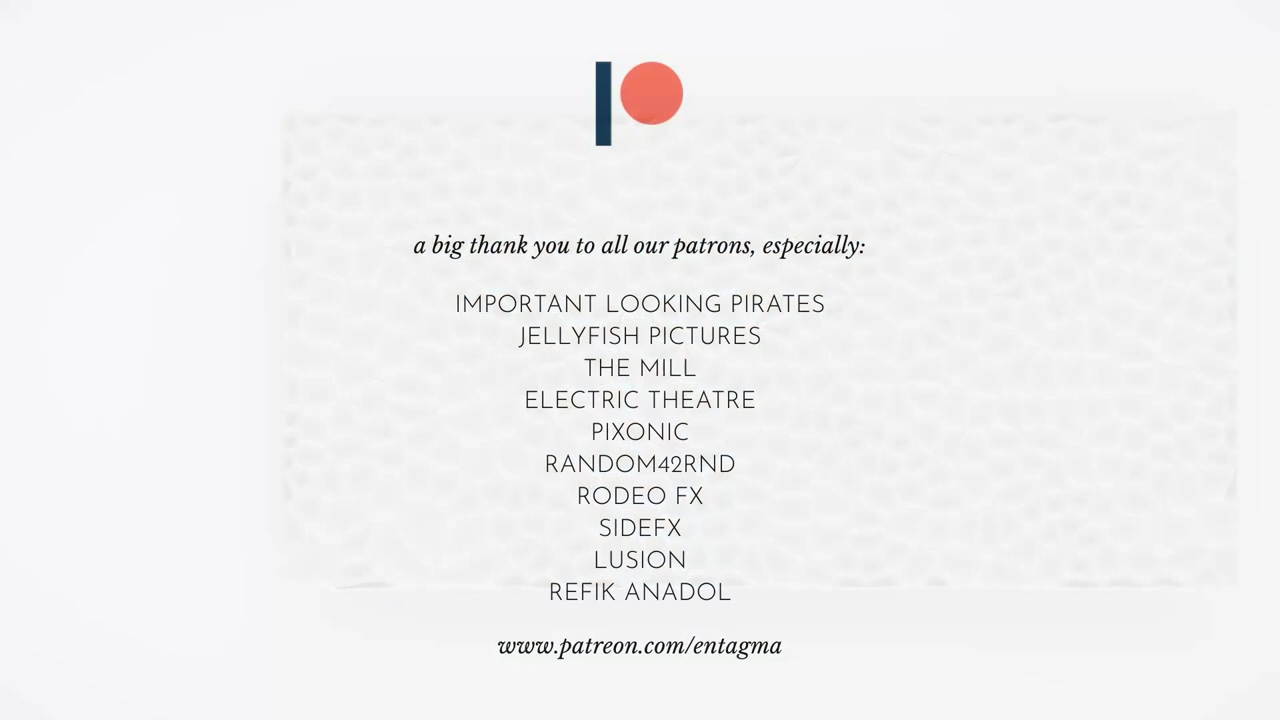 a big thank you to all our patrons, especially:
IMPORTANT LOOKING PIRATES
JELLYFISH PICTURES
THE MILL
ELECTRIC THEATRE
PIXONIC
RANDOM42RND
RODEO FX
SIDEFX
LUSION
REFIK ANADOL
www.patreon.com/entagma